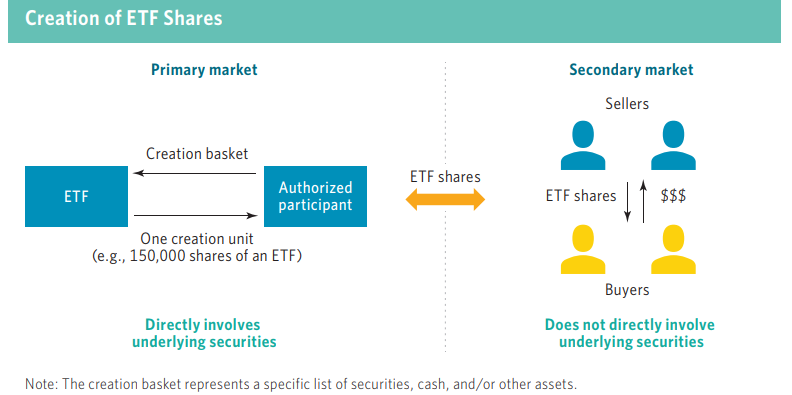 Creation of ETF Shares
Primary market
Creation basket
ETF
Authorized
participant
One creation unit
(e.g., 150,000 shares of an ETF)
Directly involves
underlying securities
ETF shares
Secondary market
Sellers
ETF shares
$$$
Buyers
Does not directly involve
underlying securities
Note: The creation basket represents a specific list of securities, cash, and/or other assets.